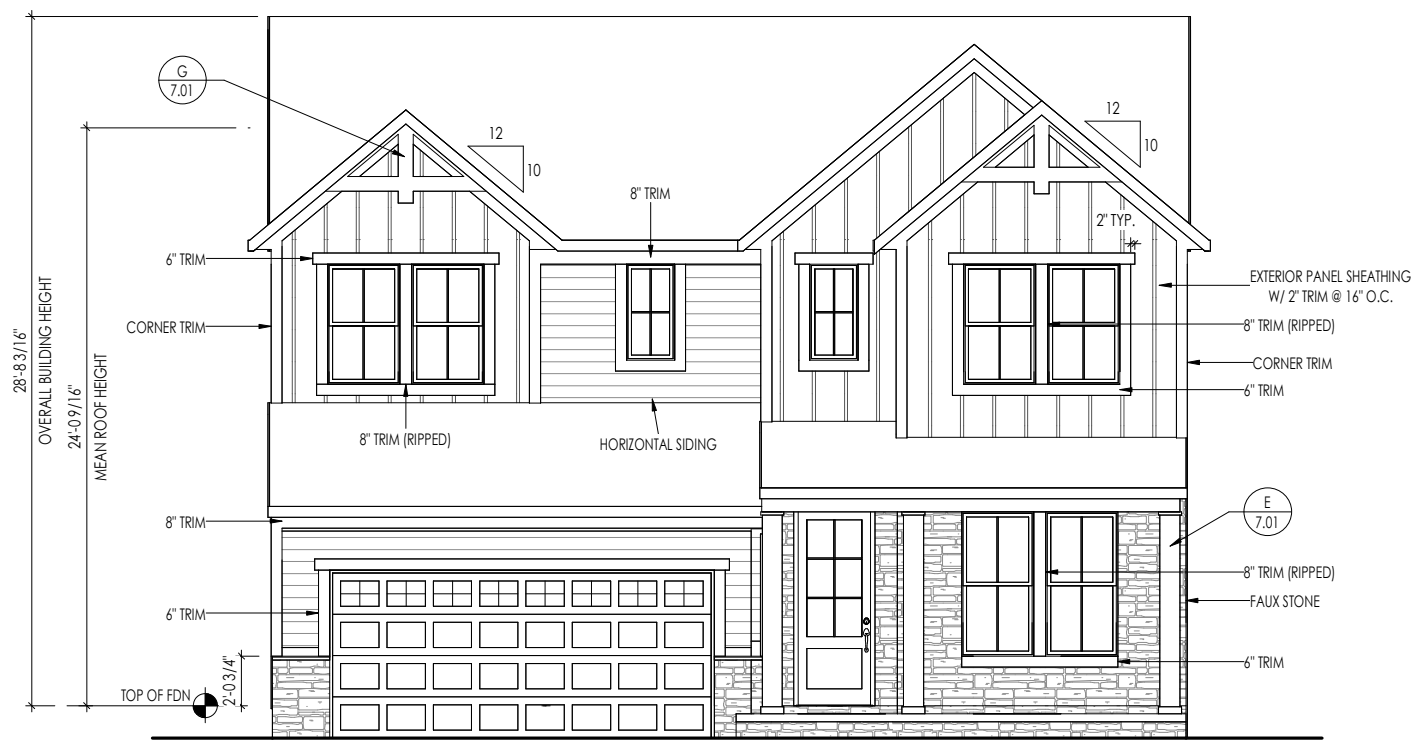 G
7.01
12
10
8" TRIM
12
10
2" TYP.
6" TRIM
EXTERIOR PANEL SHEATHING
W/ 2" TRIM @ 16" O.C.
CORNER TRIM
8" TRIM (RIPPED)
CORNER TRIM
6" TRIM
28'-8 3/16"
OVERALL BUILDING HEIGHT
24'-0 9/16"
MEAN ROOF HEIGHT
8" TRIM (RIPPED)
HORIZONTAL SIDING
8" TRIM
E
7.01
8" TRIM (RIPPED)
FAUX STONE
6" TRIM
6" TRIM
2'-0 3/4"
TOP OF FDN